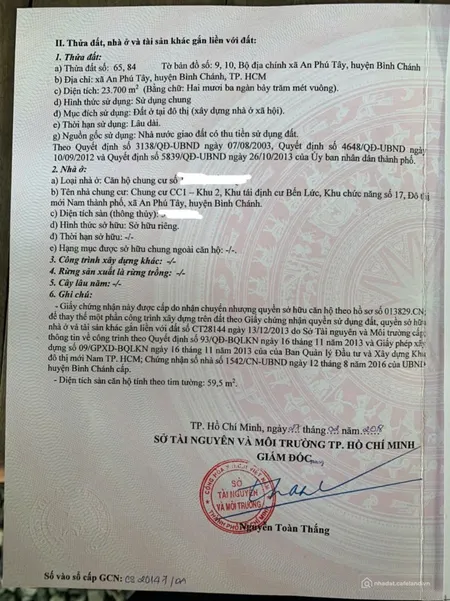 II. Thửa đất, nhà ở và tài sản khác gắn liền với đất:
1. Thửa đất:
a) Thửa đất số: 65, 84 Tờ bản đồ số: 9, 10, Bộ địa chính xã An Phú Tây, huyện Bình Chánh
b) Địa chỉ: xã An Phú Tây, huyện Bình Chánh, TP. HCM
c) Diện tích: 23.700 m² (Bằng chữ: Hai mươi ba ngàn bảy trăm mét vuông).
d) Hình thức sử dụng: Sử dụng chung
đ) Mục đích sử dụng: Đất ở tại đô thị (xây dựng nhà ở xã hội).
e) Thời hạn sử dụng: Lâu dài.
g) Nguồn gốc sử dụng: Nhà nước giao đất có thu tiền sử dụng đất.
Theo Quyết định số 3138/QĐ-UBND ngày 07/08/2003, Quyết định số 4648/QĐ-UBND ngày
10/09/2012 và Quyết định số 5839/QĐ-UBND ngày 26/10/2013 của Ủy ban nhân dân thành phố.
2. Nhà ở:
a) Loại nhà ở: Căn hộ chung cư số
b) Tên nhà chung cư: Chung cư CC1 – Khu 2, Khu tái định cư Bến Lức, Khu chức năng số 17, Đô thị
mới Nam thành phố, xã An Phú Tây, huyện Bình Chánh.
c) Diện tích sàn (thông thủy):
d) Hình thức sở hữu: Sở hữu riêng.
đ) Thời hạn sở hữu: -/-
e) Hạng mục được sở hữu chung ngoài căn hộ: -/-.
3. Công trình xây dựng khác: -/-
4. Rừng sản xuất là rừng trồng: -/-
5. Cây lâu năm: -/-
6. Ghi chú:
- Giấy chứng nhận này được cấp do nhận chuyển nhượng quyền sở hữu căn hộ theo hồ sơ số 013829.CN;
để thay thế một phần công trình xây dựng trên đất theo Giấy chứng nhận quyền sử dụng đất, quyền sở hữu
nhà ở và tài sản khác gắn liền với đất số CT28144 ngày 13/12/2013 do Sở Tài nguyên và Môi trường cấp;
thông tin về công trình theo Quyết định số 93/QĐ-BQLKN ngày 16 tháng 11 năm 2013 và Giấy phép xây
dựng số 09/GPXD-BQLKN ngày 16 tháng 11 năm 2013 của của Ban Quản lý Đầu tư và Xây dựng Khu
đô thị mới Nam TP. HCM; Chứng nhận số nhà số 1542/CN-UBND ngày 12 tháng 8 năm 2016 của UBND
huyện Bình Chánh cấp.
- Diện tích sàn căn hộ tính theo tim tường: 59,5 m².
TP. Hồ Chí Minh, ngày tháng năm 2018
SỞ TÀI NGUYÊN VÀ MÔI TRƯỜNG TP. HỒ CHÍ MINH
GIÁM ĐỐC
SỞ
TÀI NGUYÊN
VÀ MÔI TRƯỜNG
Nguyễn Toàn Thắng
Số vào sổ cấp GCN: